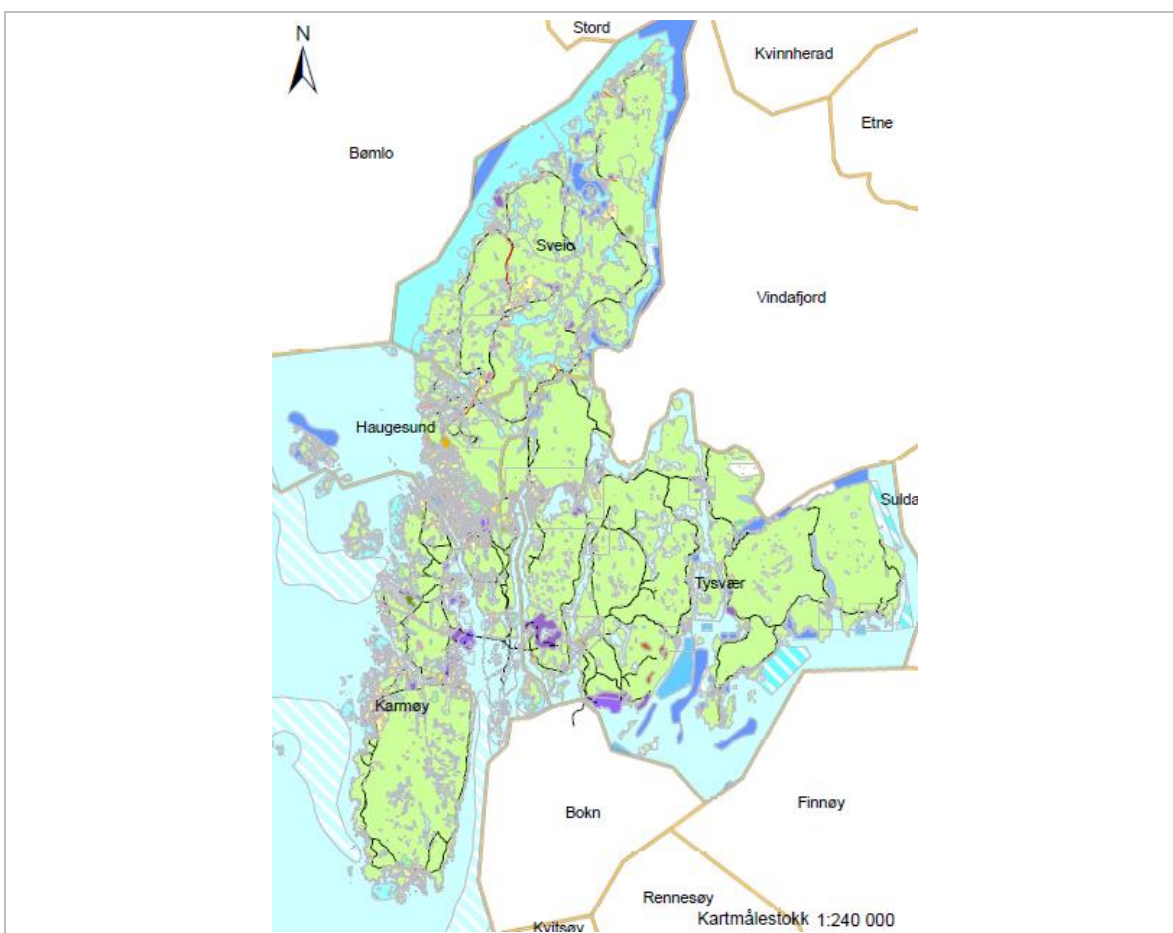 Stord
N
Kvinnherad
Etne
Bømlo
Sveio
Vindafjord
Haugesund
Sulda
Tysvær
Karmøy
Bokn
Finnøy
Rennesøy
Kartmålestokk 1:240 000
Kvitsøy